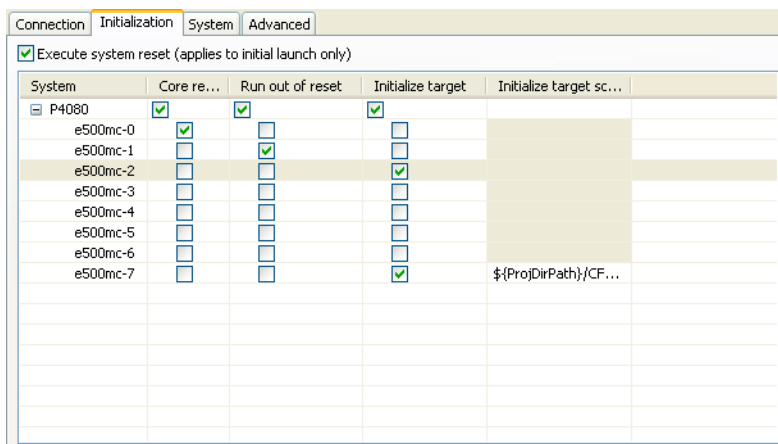 Connection Initialization System Advanced
Execute system reset (applies to initial launch only)
System Core re... Run out of reset Initialize target Initialize target sc...
P4080
e500mc-0
e500mc-1
e500mc-2
e500mc-3
e500mc-4
e500mc-5
e500mc-6
e500mc-7 ${ProjDirPath}/CF...